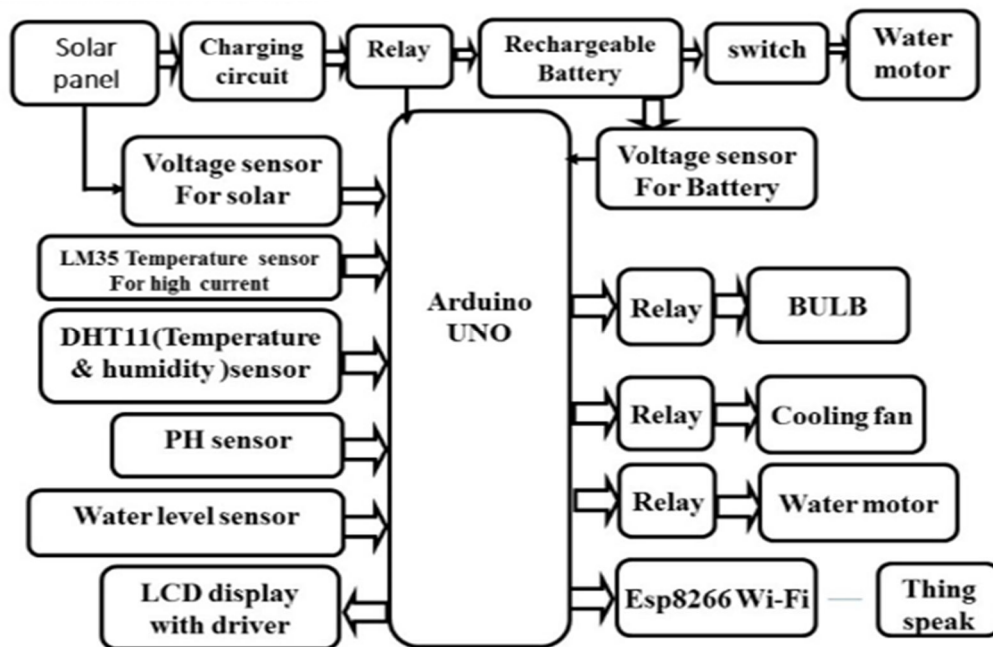 Solar
panel
Charging
circuit
Relay
Rechargeable
Battery
switch
Water
motor
Voltage sensor
For solar
Voltage sensor
For Battery
LM35 Temperature sensor
For high current
DHT11(Temperature
& humidity )sensor
PH sensor
Water level sensor
LCD display
with driver
Arduino
UNO
Relay
BULB
Relay
Cooling fan
Relay
Water motor
Esp8266 Wi-Fi
Thing
speak